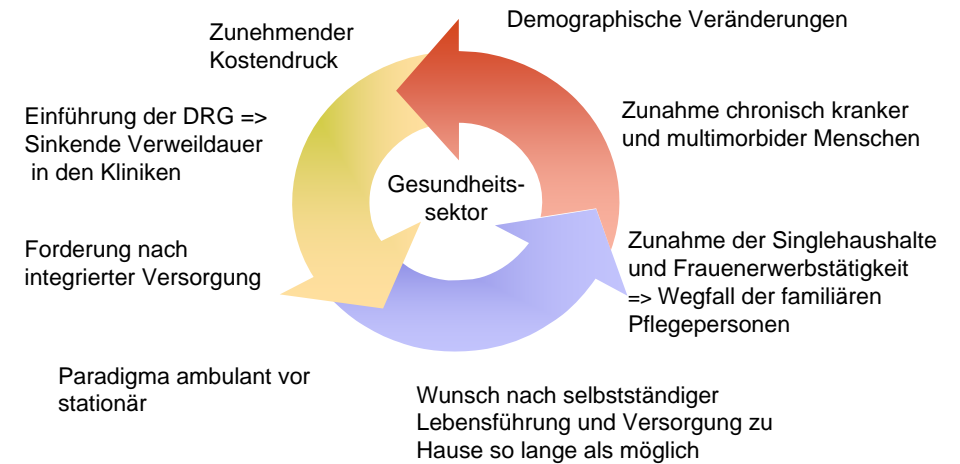 Demographische Veränderungen
Zunehmender
Kostendruck
Zunahme chronisch kranker
und multimorbider Menschen
Einführung der DRG =>
Sinkende Verweildauer
in den Kliniken
Gesundheits-
sektor
Zunahme der Singlehaushalte
und Frauenerwerbstätigkeit
=> Wegfall der familiären
Pflegepersonen
Forderung nach
integrierter Versorgung
Paradigma ambulant vor
stationär
Wunsch nach selbstständiger
Lebensführung und Versorgung zu
Hause so lange als möglich